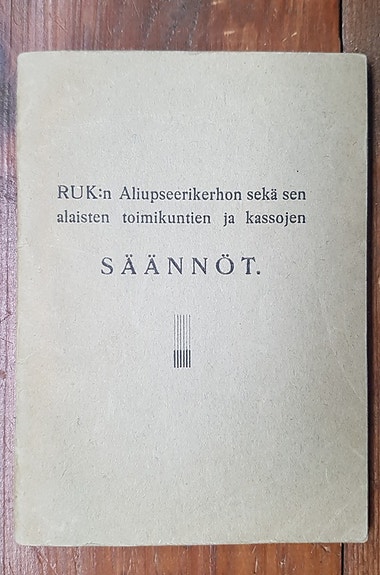 RUK:n Aliupseerikerhon sekä sen
alaisten toimikuntien ja kassojen
SÄÄNNÖT.